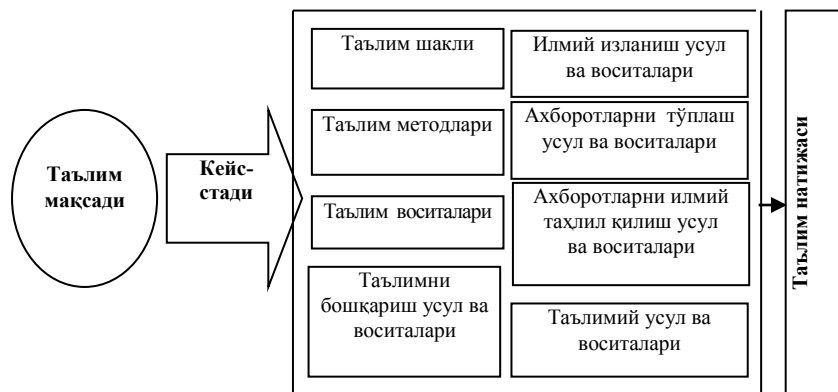 Таълим
мақсади
Кейс-
стади
Таълим шакли
Таълим методлари
Таълим воситалари
Таълимни
бошқариш усул ва
воситалари
Илмий изланиш усул
ва воситалари
Ахборотларни тўплаш
усул ва воситалари
Ахборотларни илмий
таҳлил қилиш усул
ва воситалари
Таълимий усул ва
воситалари
Таълим натижаси